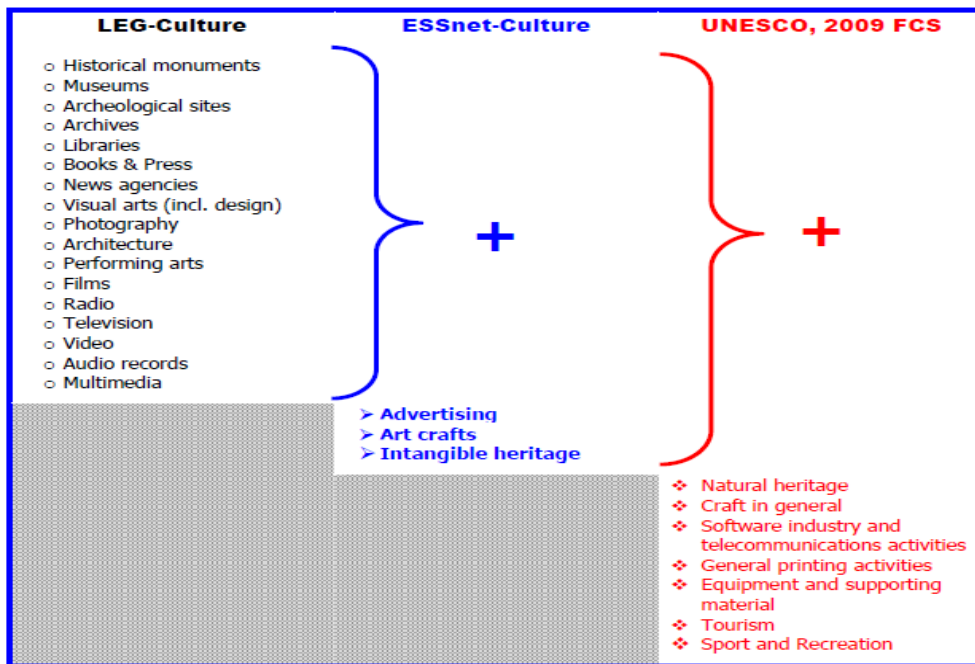 LEG-Culture
ESSnet-Culture
UNESCO, 2009 FCS
o Historical monuments
o Museums
o Archeological sites
o Archives
o Libraries
o Books & Press
o News agencies
o Visual arts (incl. design)
o Photography
o Architecture
o Performing arts
o Films
o Radio
o Television
o Video
o Audio records
o Multimedia
+
+
➢ Advertising
➢ Art crafts
➢ Intangible heritage
❖ Natural heritage
❖ Craft in general
❖ Software industry and
telecommunications activities
❖ General printing activities
❖ Equipment and supporting
material
❖ Tourism
❖ Sport and Recreation